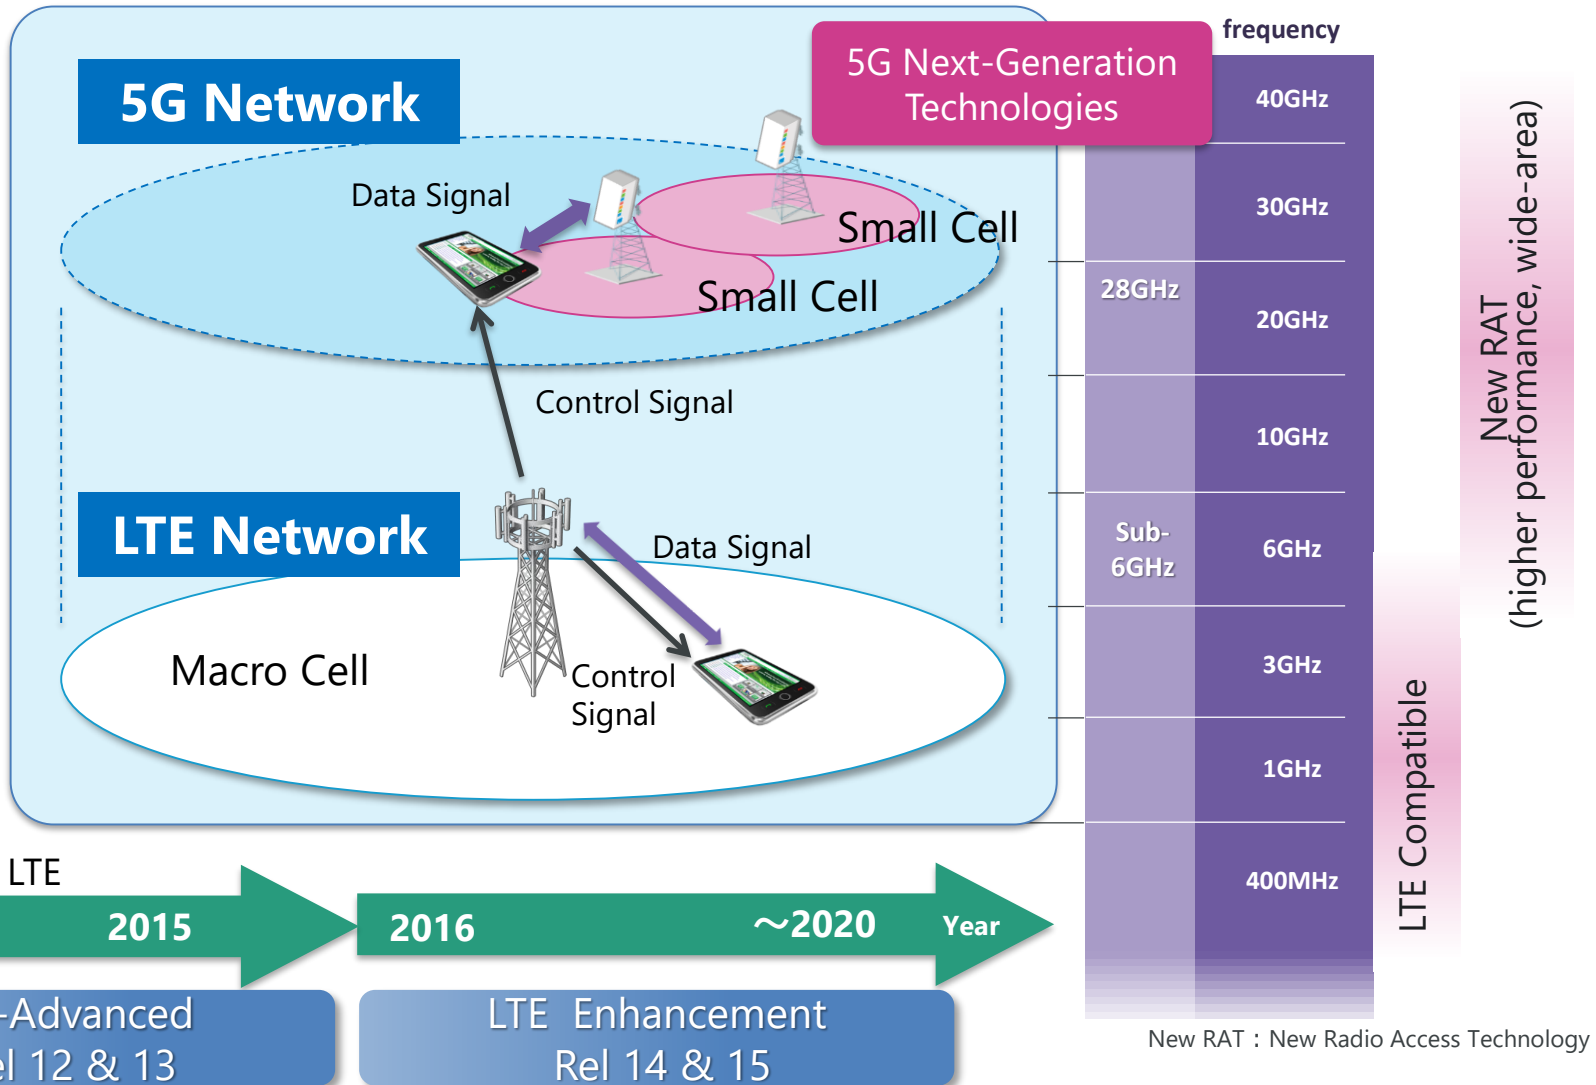 frequency
5G Next-Generation
Technologies
5G Network
40GHz
Data Signal
Small Cell
30GHz
Small Cell
28GHz
20GHz
Control Signal
10GHz
New RAT
(higher performance, wide-area)
LTE Network
Data Signal
Sub-
6GHz
6GHz
Macro Cell
Control
Signal
3GHz
1GHz
LTE Compatible
400MHz
LTE
2015
2016
～2020
Year
-Advanced
el 12 & 13
LTE Enhancement
Rel 14 & 15
New RAT：New Radio Access Technology